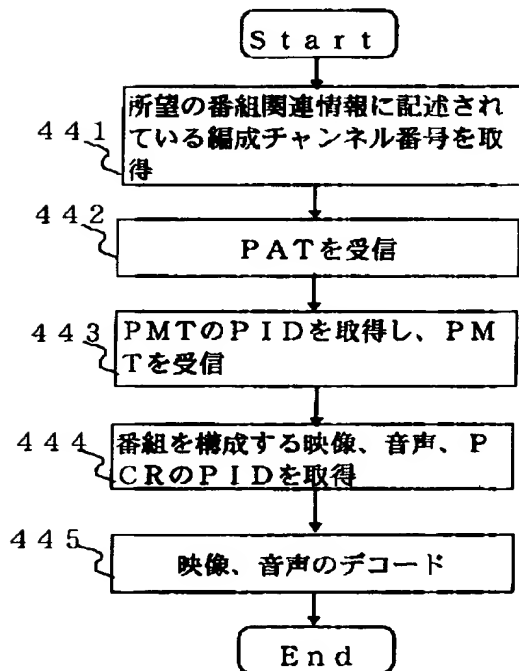 Start
441
所望の番組関連情報に記述され
ている編成チャンネル番号を取
得
442
PATを受信
443
PMTのPIDを取得し、PM
Tを受信
444
番組を構成する映像、音声、P
CRのPIDを取得
445
映像、音声のデコード
End